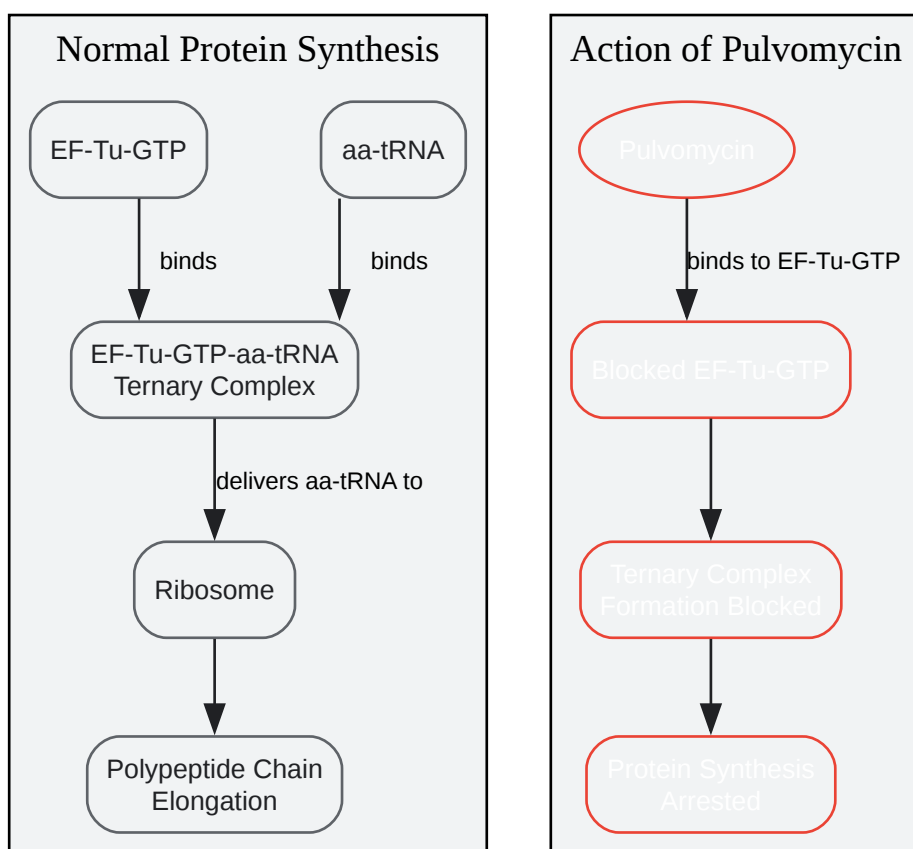 Normal Protein Synthesis
EF-Tu-GTP
aa-tRNA
binds
binds
EF-Tu-GTP-aa-tRNA
Ternary Complex
delivers aa-tRNA to
Ribosome
Polypeptide Chain
Elongation
Action of Pulvomycin
Pulvomycin
binds to EF-Tu-GTP
Blocked EF-Tu-GTP
Ternary Complex
Formation Blocked
Protein Synthesis
Arrested